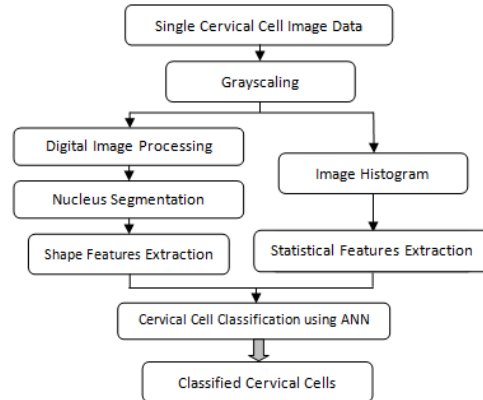 Single Cervical Cell Image Data
Grayscaling
Digital Image Processing
Image Histogram
Nucleus Segmentation
Shape Features Extraction
Statistical Features Extraction
Cervical Cell Classification using ANN
Classified Cervical Cells